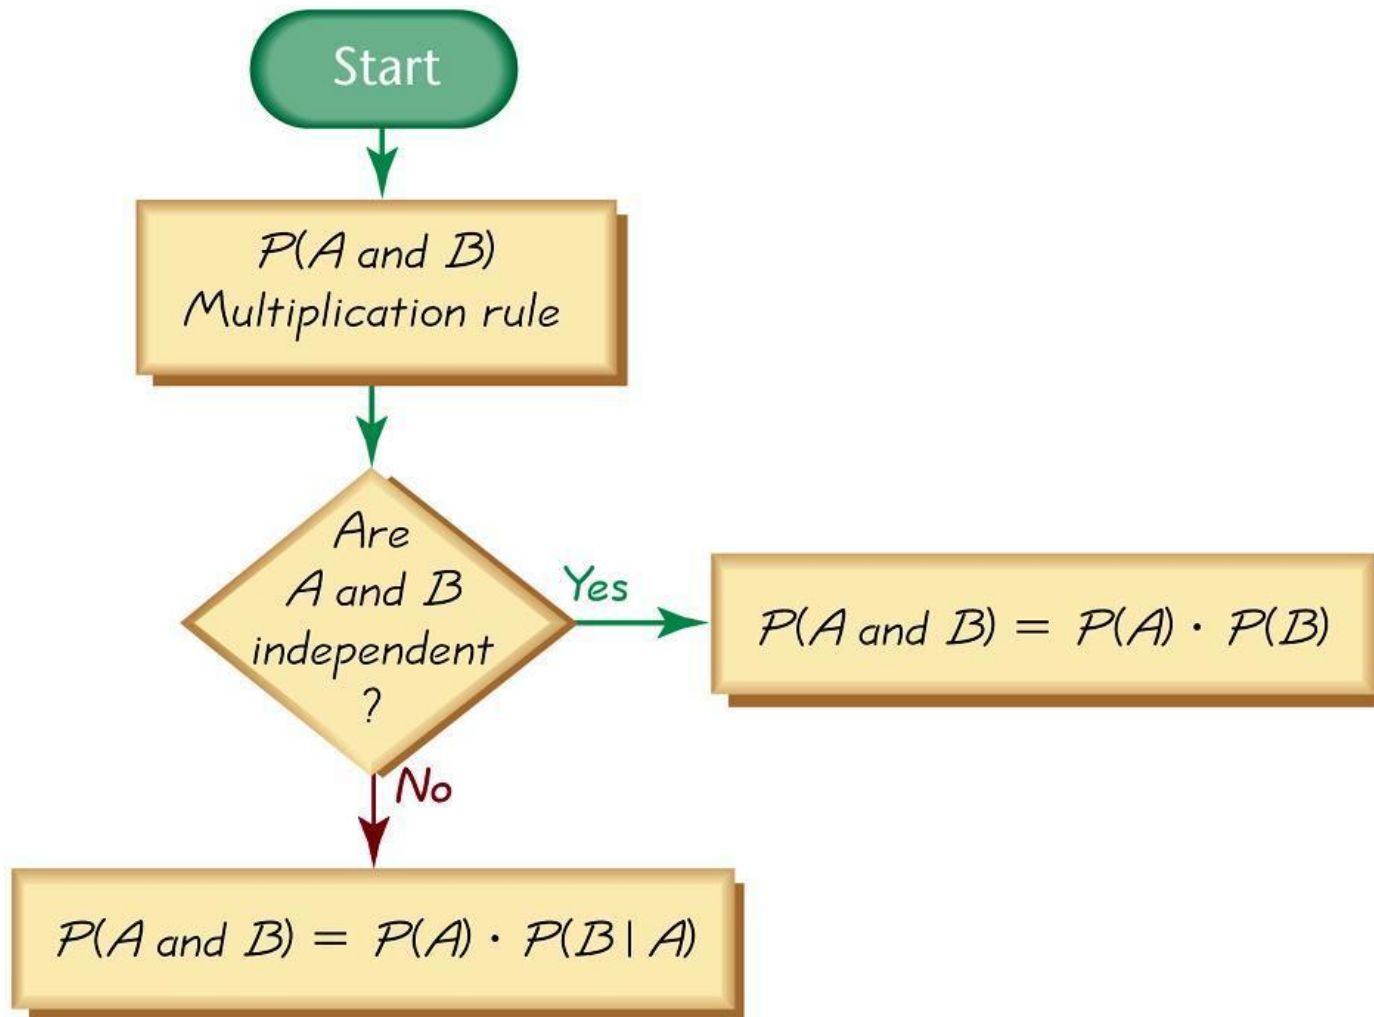 Start
P(A and B)
Multiplication rule
Are
A and B
independent
?
Yes
P(A and B) = P(A) · P(B)
No
P(A and B) = P(A) · P(B | A)